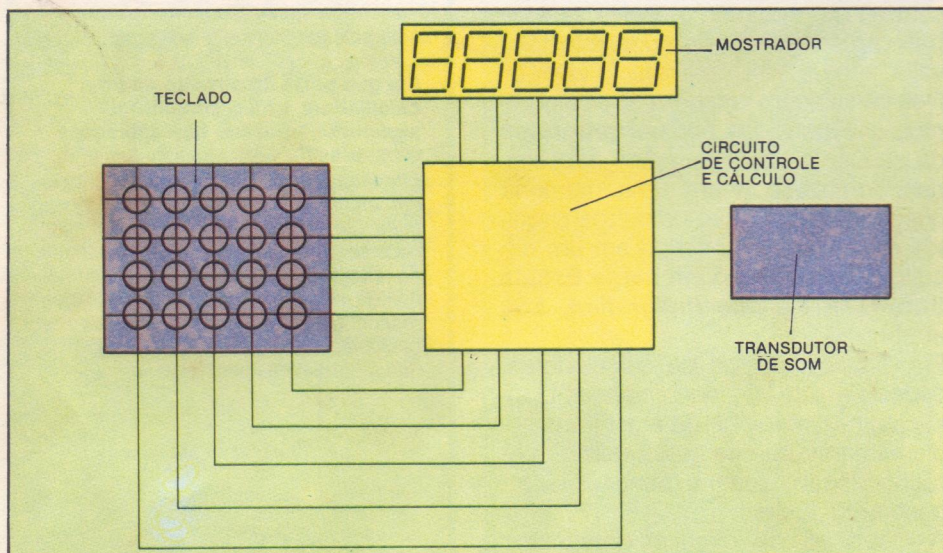 MOSTRADOR
TECLADO
CIRCUITO
DE CONTROLE
E CÁLCULO
TRANSDUTOR
DE SOM